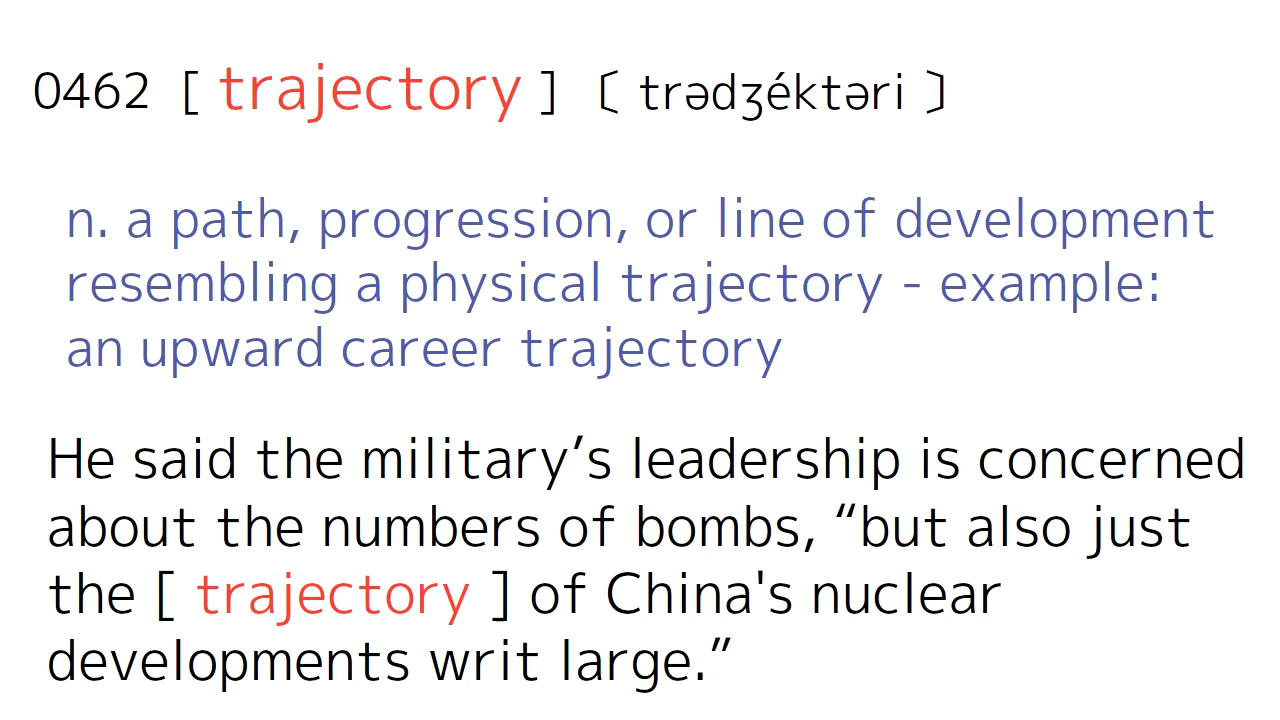 0462 [ trajectory ] 〔 trədʒéktəri 〕
n. a path, progression, or line of development
resembling a physical trajectory - example:
an upward career trajectory
He said the military’s leadership is concerned
about the numbers of bombs, “but also just
the [ trajectory ] of China's nuclear
developments writ large.”